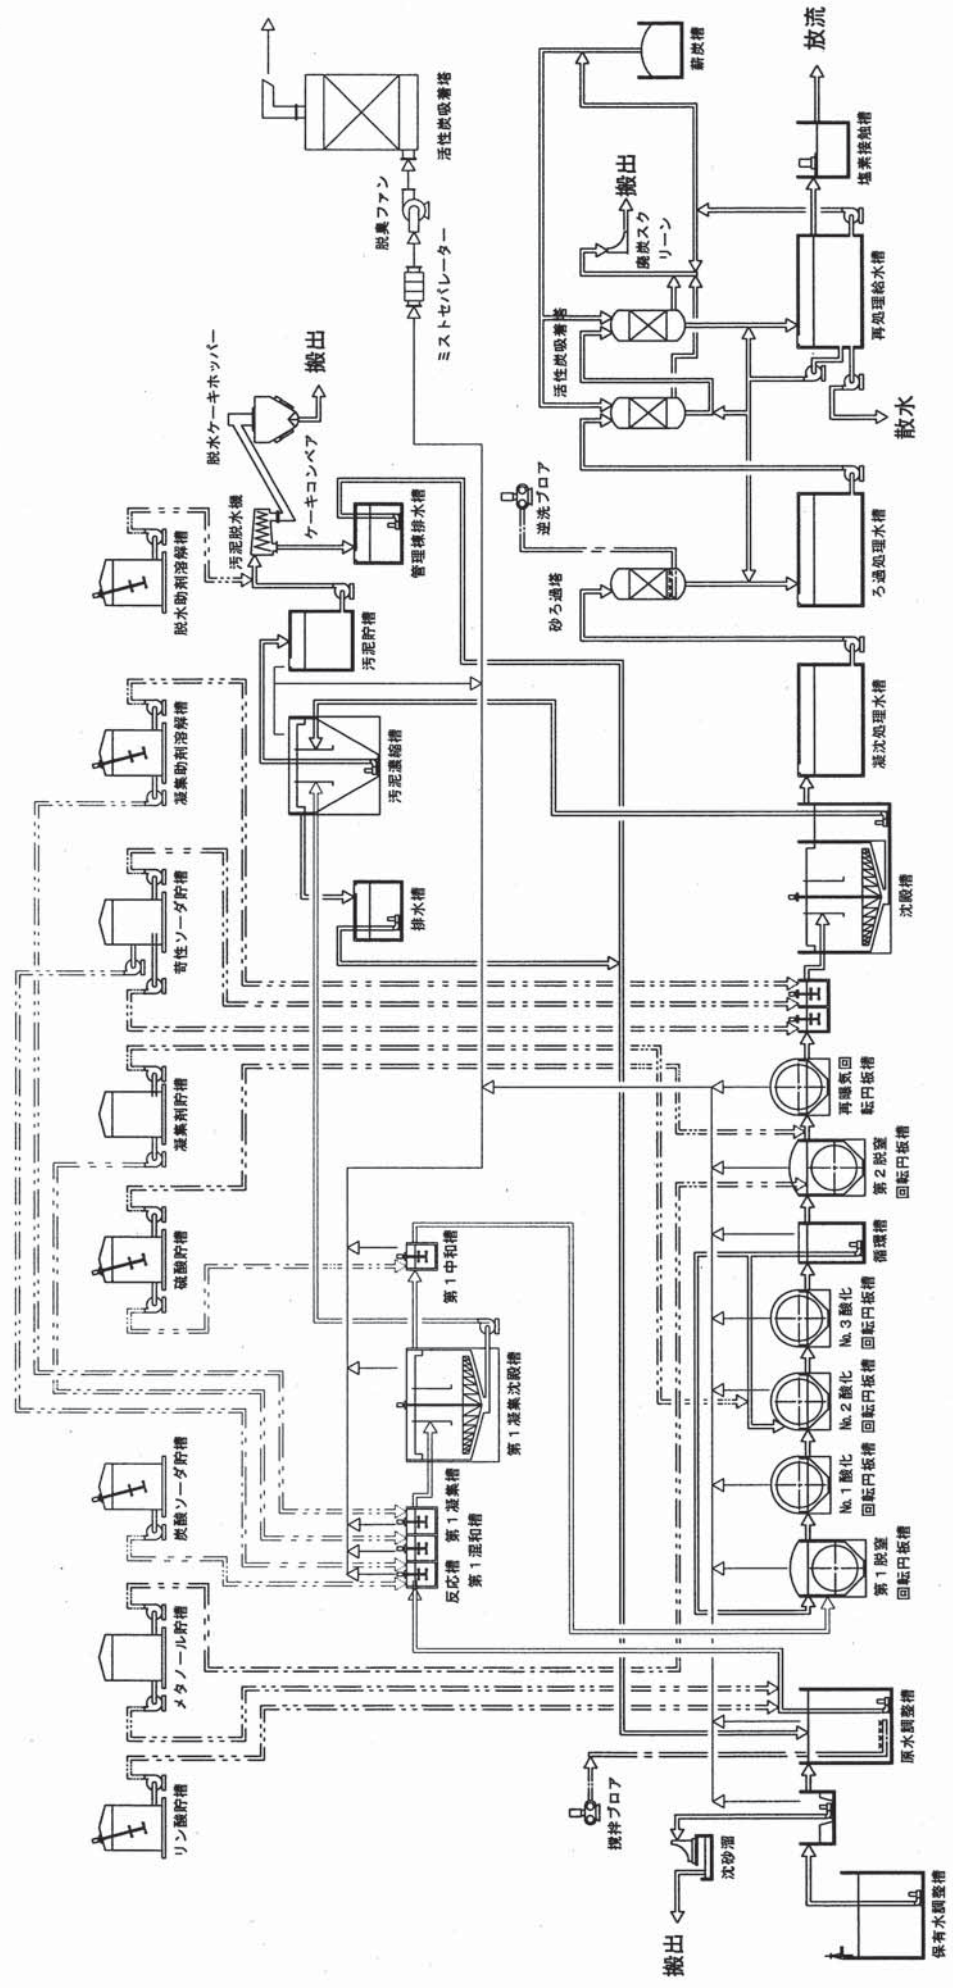 リン酸貯槽
メタノール貯槽
炭酸ソーダ貯槽
硫酸貯槽
凝集剤貯槽
苛性ソーダ貯槽
凝集助剤溶解槽
脱水助剤溶解槽
脱水ケーキホッパー
汚泥脱水機
ケーキコンベア
搬出
汚泥貯槽
管理棟排水槽
汚泥濃縮槽
排水槽
ミストセパレーター
脱臭ファン
活性炭吸着塔
反応槽
第1混和槽
第1凝集槽
第1凝集沈殿槽
第1中和槽
逆洗ブロア
砂ろ過塔
活性炭吸着塔
廃炭スク
リーン
搬出
薪炭槽
撹拌ブロア
沈砂溜
搬出
保有水調整槽
原水調整槽
第1脱窒
回転円板槽
№1酸化
回転円板槽
№2酸化
回転円板槽
№3酸化
回転円板槽
循環槽
第2脱窒
回転円板槽
再曝気回
転円板槽
沈殿槽
凝沈処理水槽
ろ過処理水槽
散水
再処理給水槽
塩素接触槽
放流